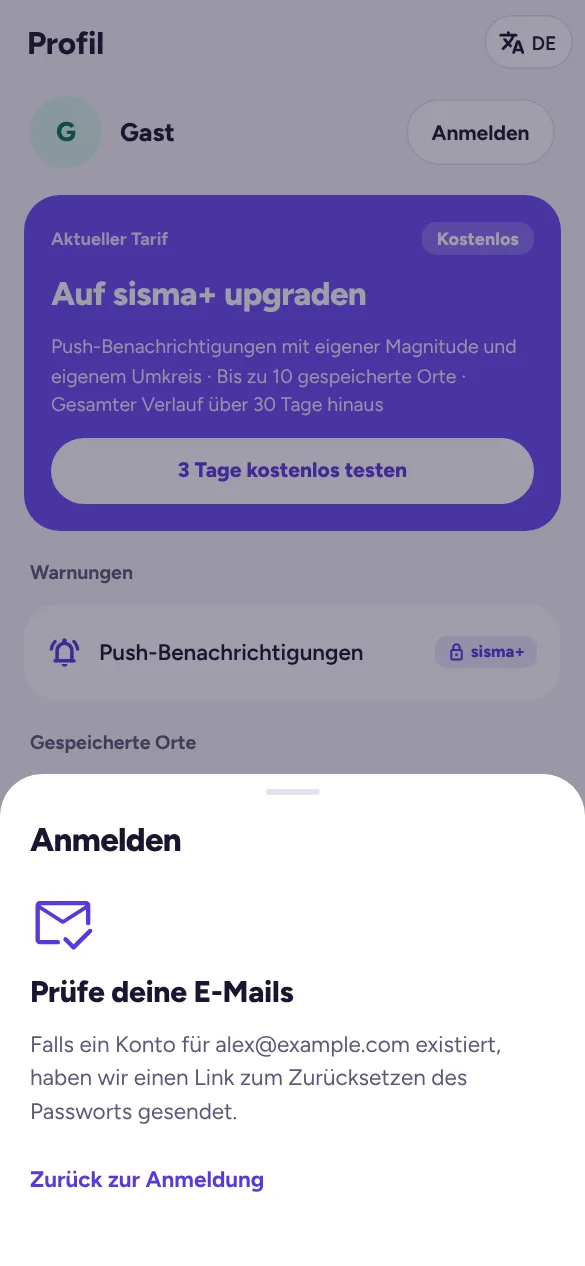 Profil
DE
G
Gast
Anmelden
Aktueller Tarif
Kostenlos
Auf sisma+ upgraden
Push-Benachrichtigungen mit eigener Magnitude und
eigenem Umkreis · Bis zu 10 gespeicherte Orte ·
Gesamter Verlauf über 30 Tage hinaus
3 Tage kostenlos testen
Warnungen
Push-Benachrichtigungen
sisma+
Gespeicherte Orte
Anmelden
Prüfe deine E-Mails
Falls ein Konto für alex@example.com existiert,
haben wir einen Link zum Zurücksetzen des
Passworts gesendet.
Zurück zur Anmeldung